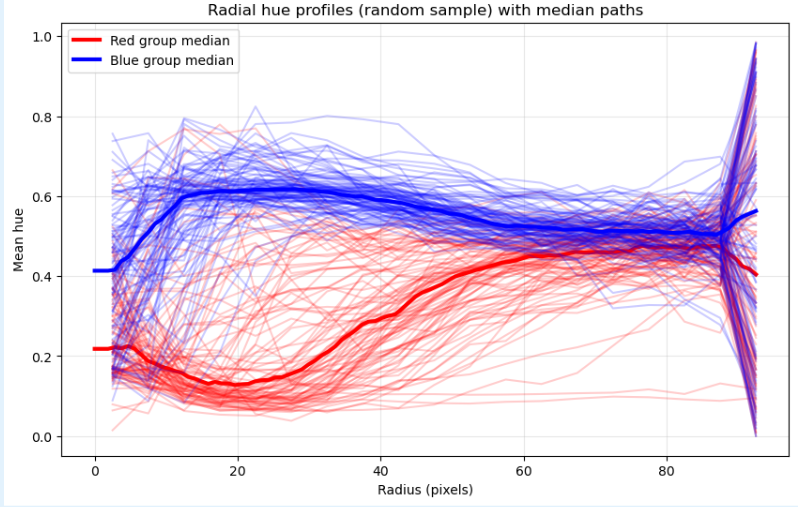 Radial hue profiles (random sample) with median paths
Red group median
Blue group median
1.0
0.8
0.6
0.4
0.2
0.0
Mean hue
0 20 40 60 80
Radius (pixels)